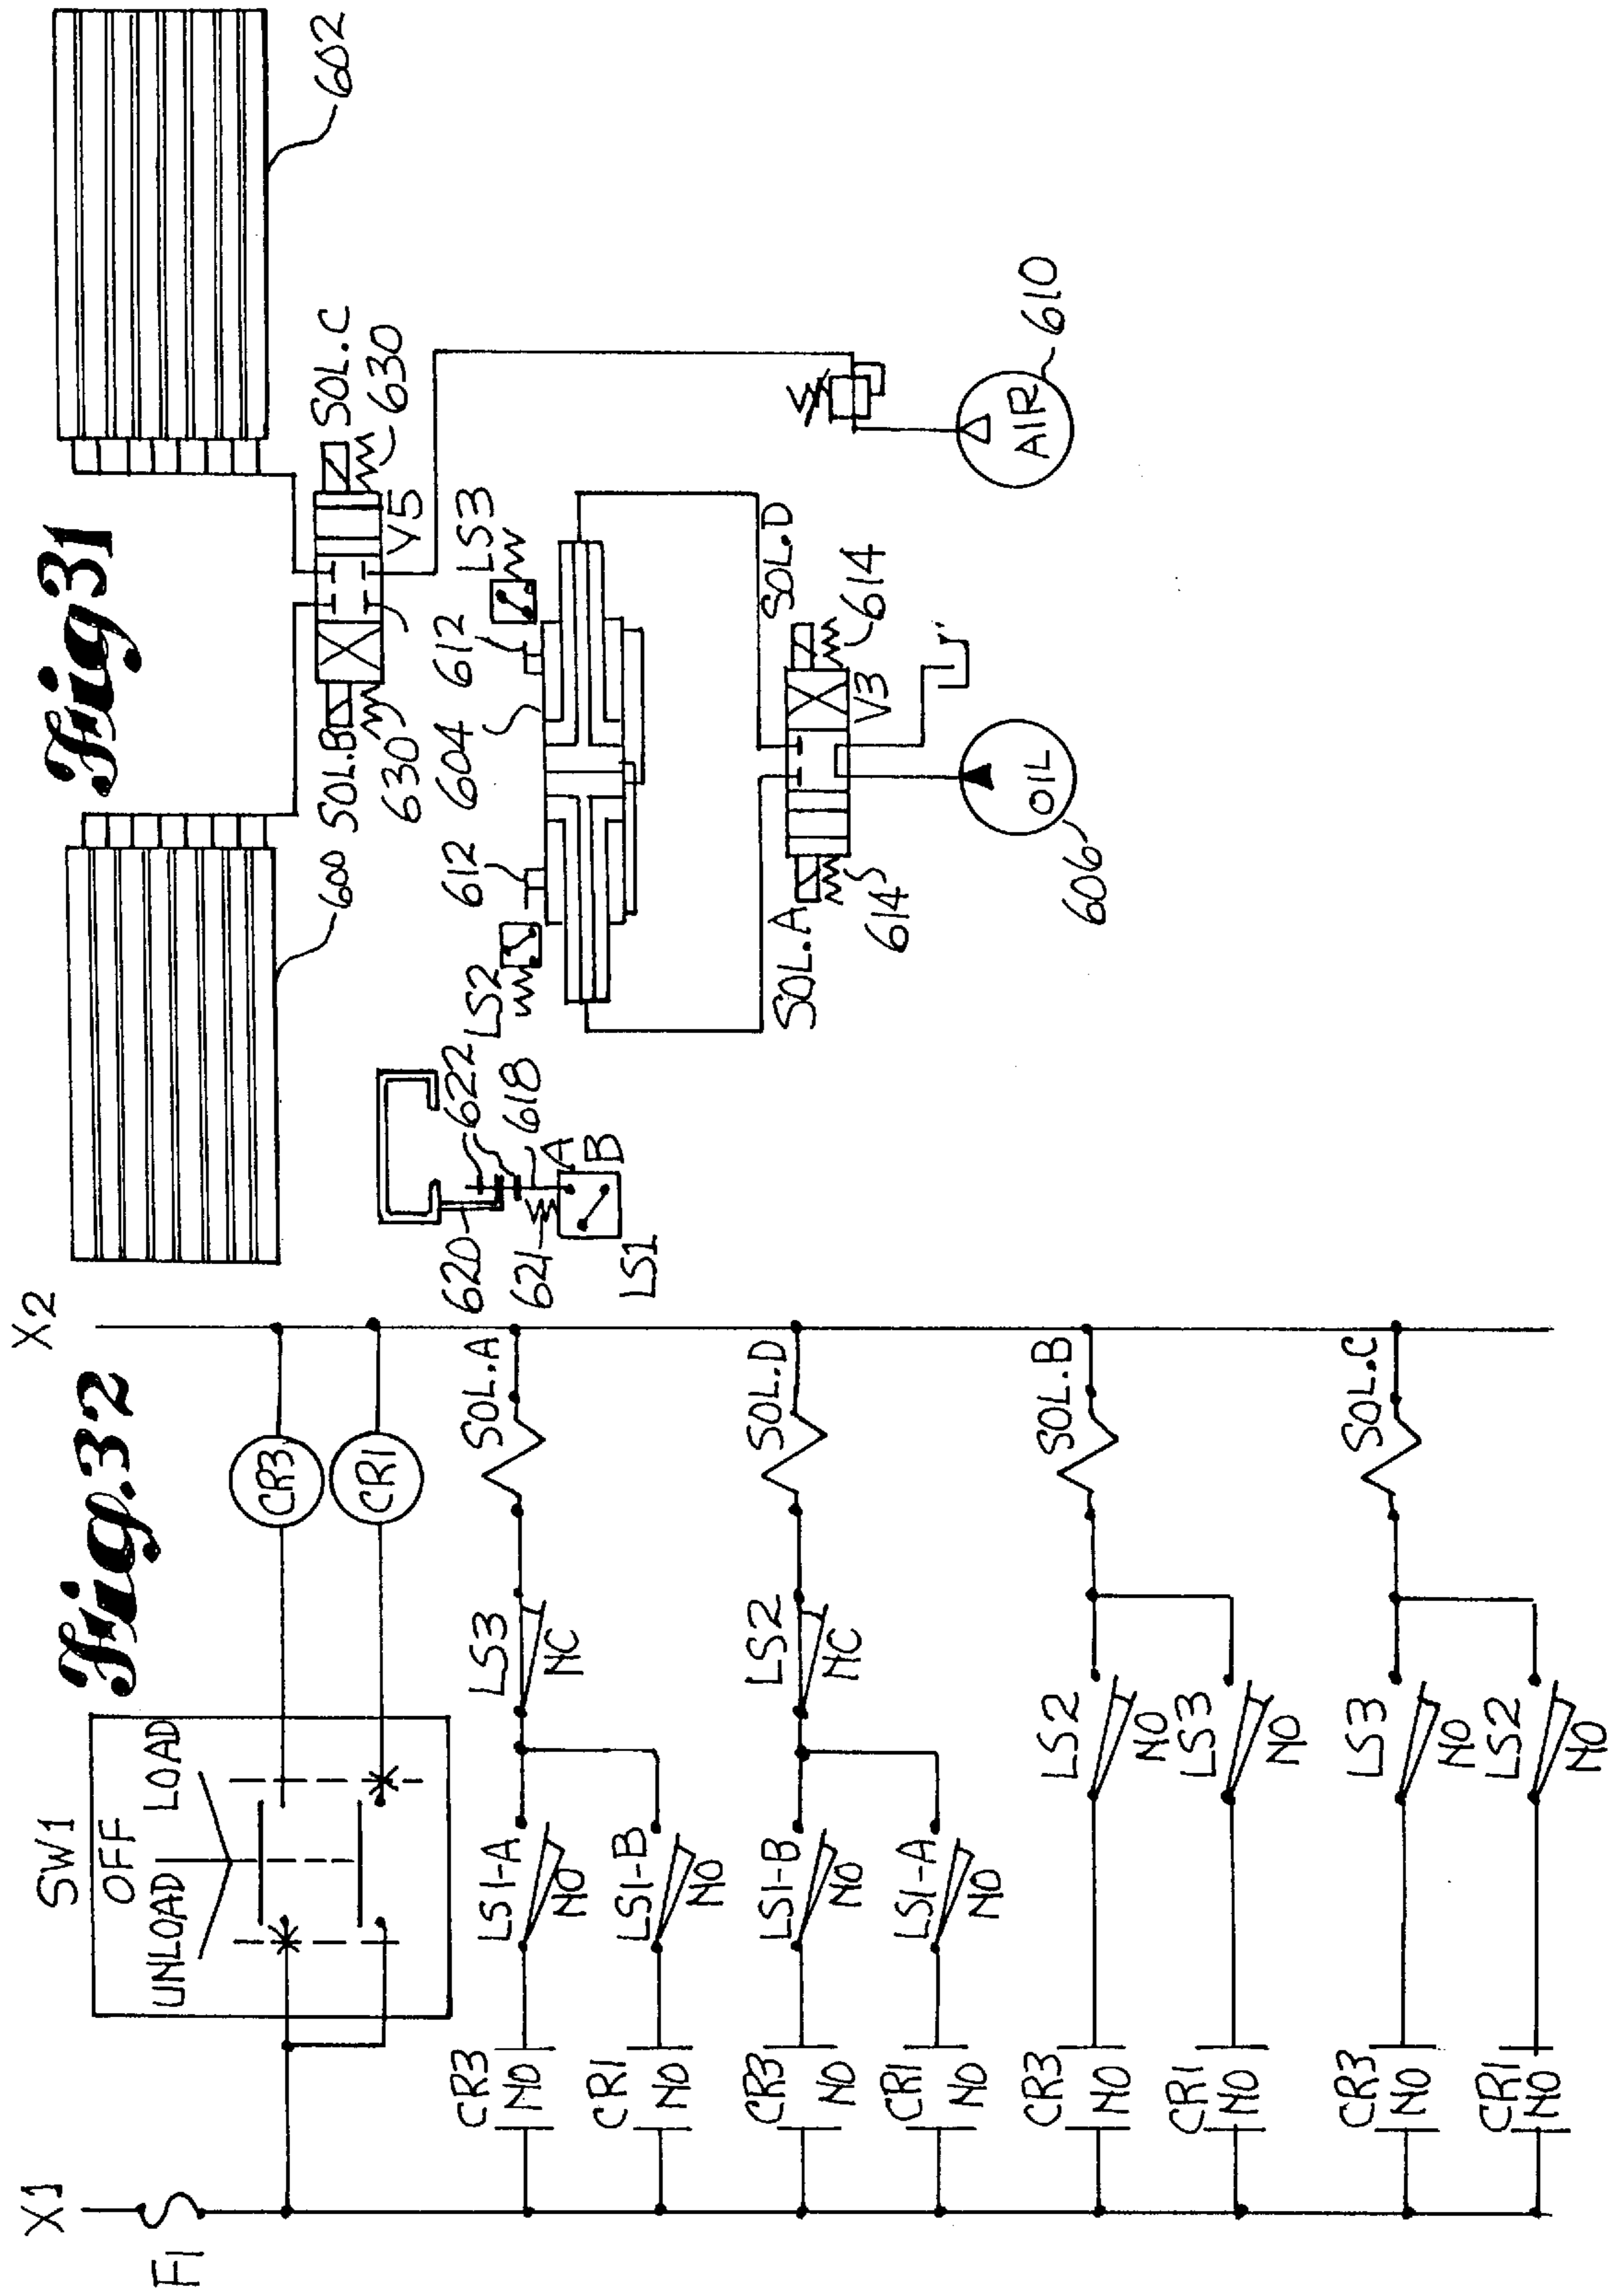 Fig 31
602
SOL.C
630
V5
600
SOL.B
630
LS3
612
604
612
LS2
SOL.D
614
V3
SOL.A
614
AIR
610
OIL
606
622
618
A
B
620
621
LS1
Fig.32
X1
X2
F1
SW1
OFF
UNLOAD
LOAD
CR3
CR1
CR3
NO
LS1-A
NO
LS3
NC
SOL.A
CR1
NO
LS1-B
NO
CR3
NO
LS1-B
NO
LS2
NC
SOL.D
CR1
NO
LS1-A
NO
CR3
NO
LS2
NO
SOL.B
CR1
NO
LS3
NO
CR3
NO
LS3
NO
SOL.C
CR1
NO
LS2
NO